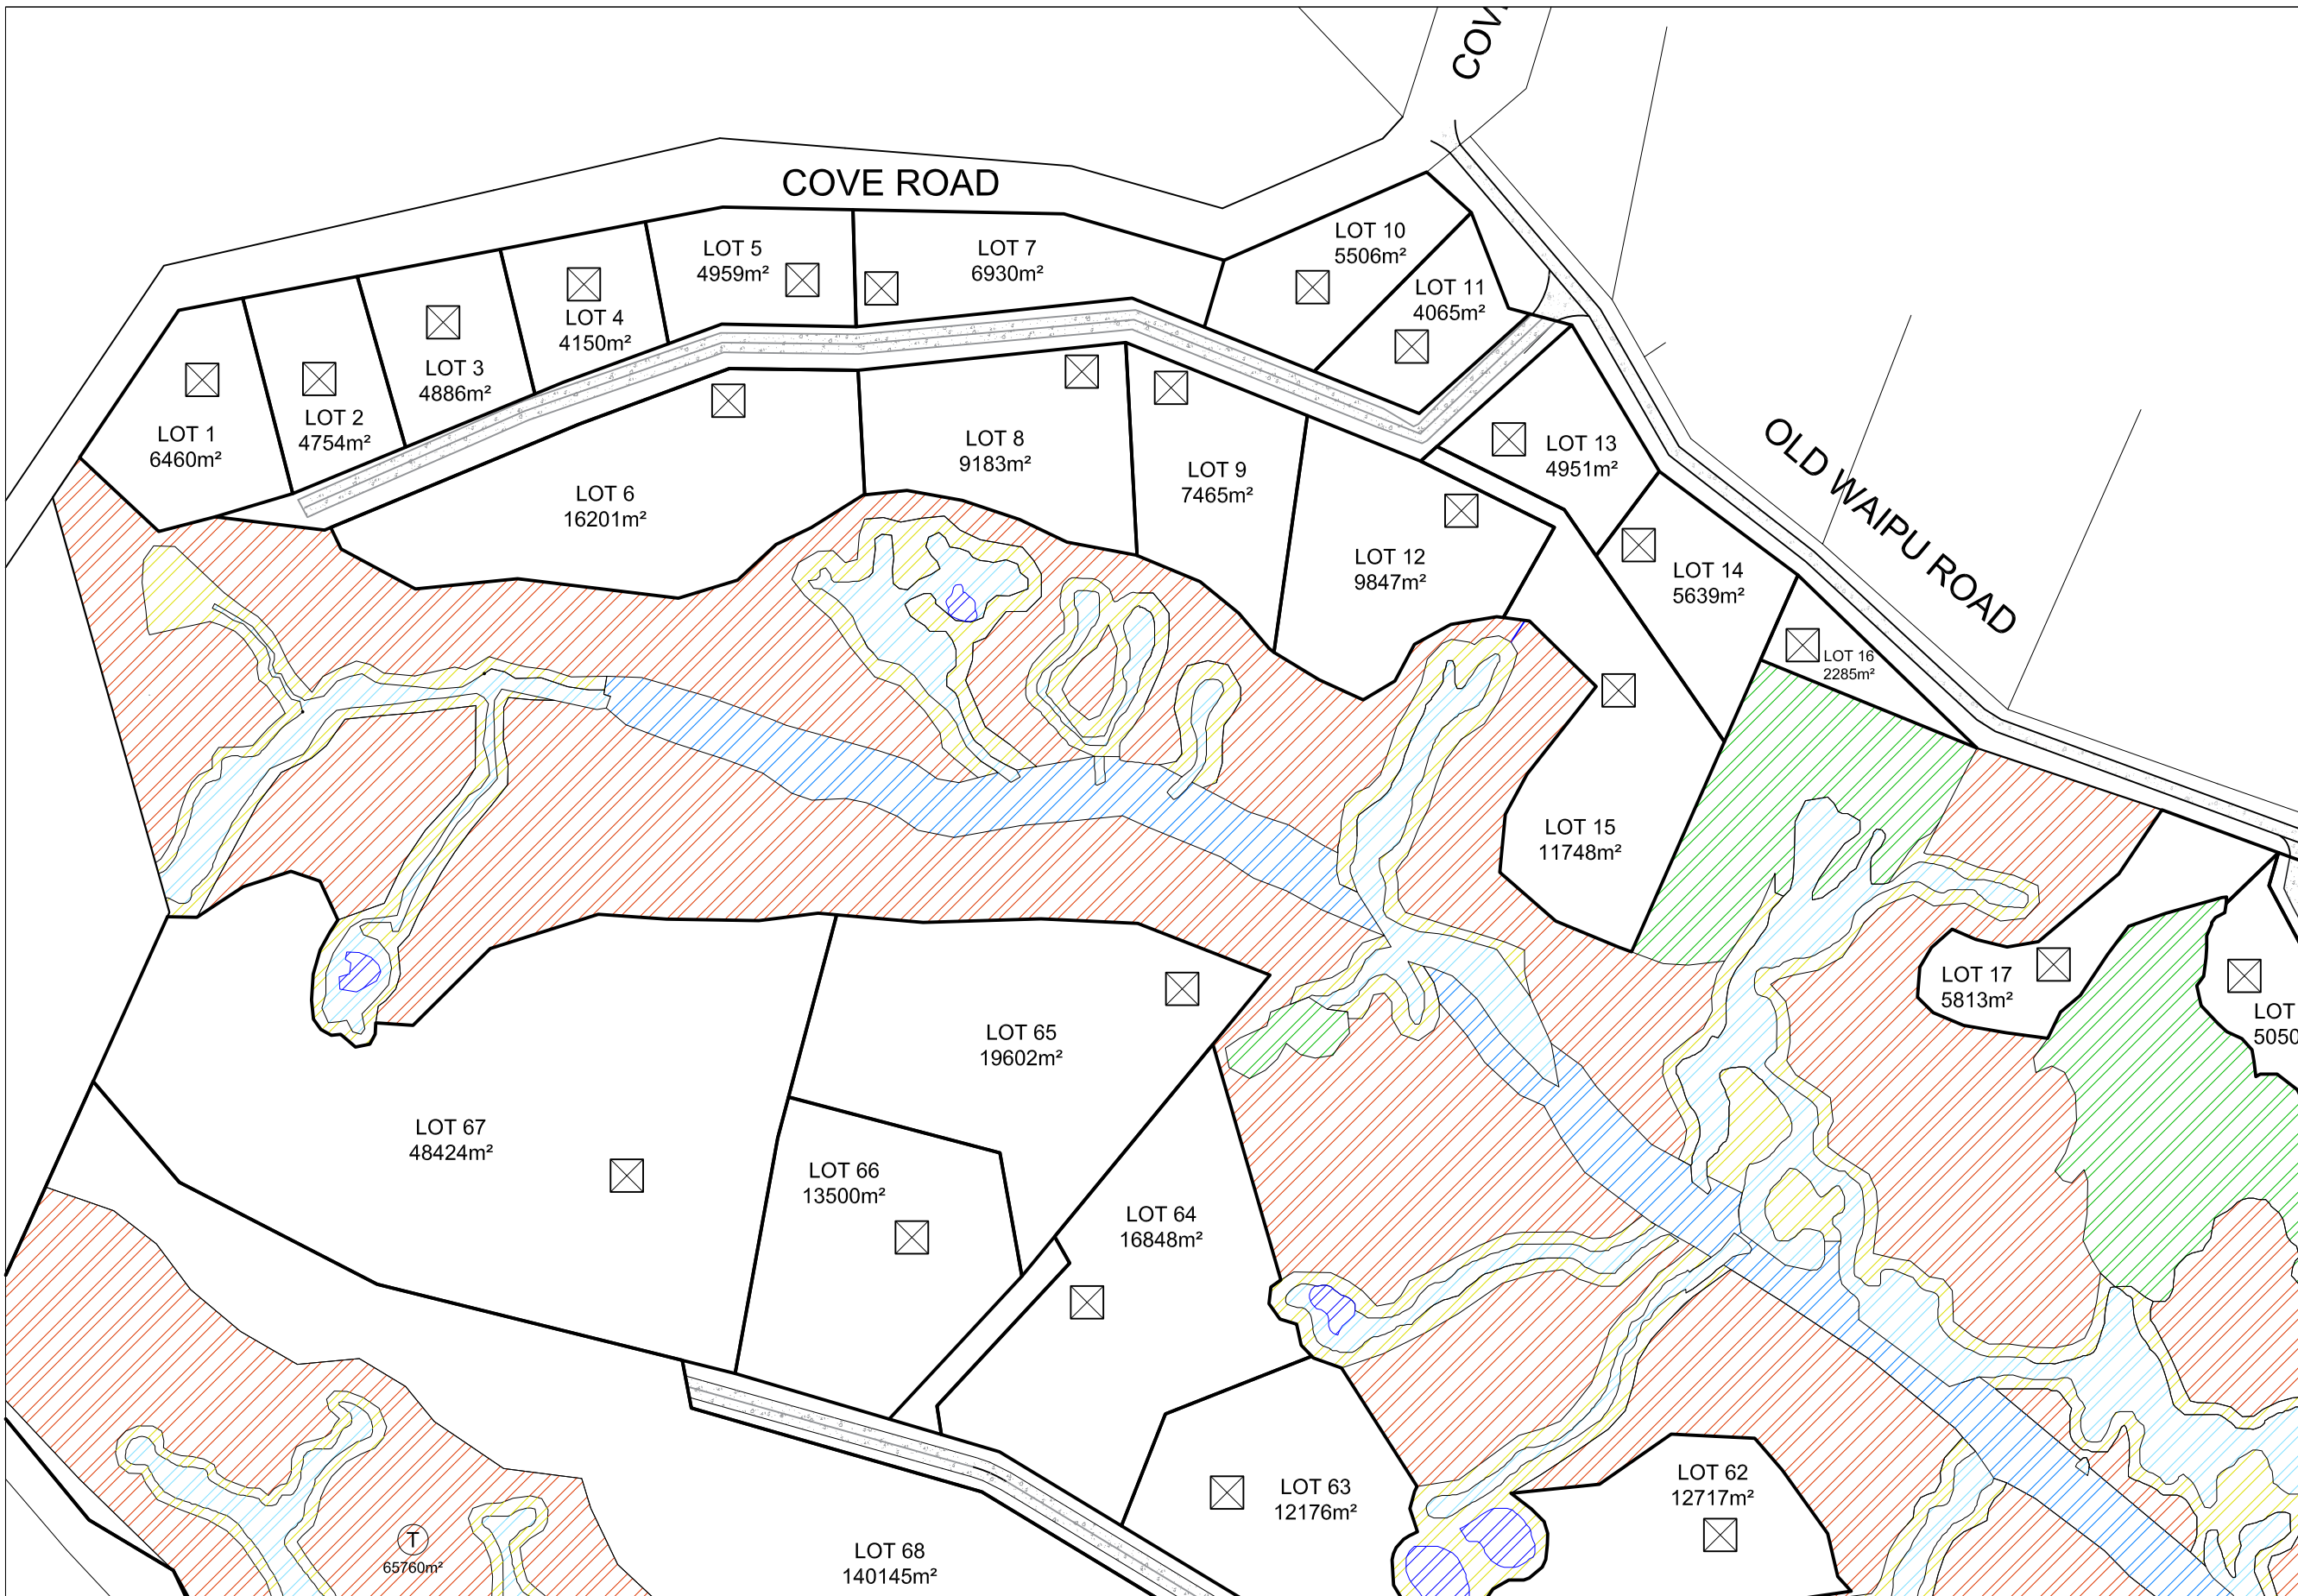 COVE ROAD
LOT 10
5506m²
LOT 5
4959m²
LOT 7
6930m²
LOT 11
4065m²
LOT 4
4150m²
LOT 3
4886m²
LOT 2
4754m²
LOT 1
6460m²
LOT 8
9183m²
LOT 13
4951m²
OLD WAIPU ROAD
LOT 9
7465m²
LOT 6
16201m²
LOT 12
9847m²
LOT 14
5639m²
LOT 16
2285m²
LOT 15
11748m²
LOT 17
5813m²
LOT
5050
LOT 65
19602m²
LOT 67
48424m²
LOT 66
13500m²
LOT 64
16848m²
LOT 63
12176m²
LOT 62
12717m²
T
65760m²
LOT 68
140145m²